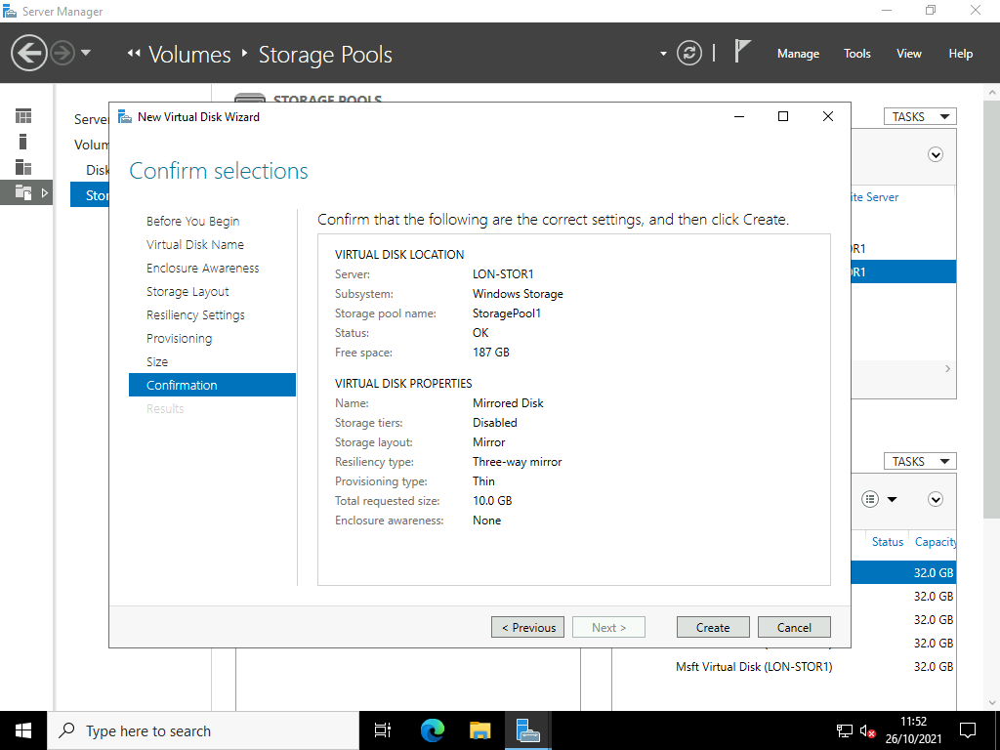 Server Manager
Volumes
Storage Pools
Manage
Tools
View
Help
STORAGE POOLS
TASKS
Server
Volum
Disk
Stor
ite Server
OR1
OR1
TASKS
Status
Capacity
32.0 GB
32.0 GB
32.0 GB
32.0 GB
Msft Virtual Disk (LON-STOR1)
32.0 GB
New Virtual Disk Wizard
Confirm selections
Before You Begin
Virtual Disk Name
Enclosure Awareness
Storage Layout
Resiliency Settings
Provisioning
Size
Confirmation
Results
Confirm that the following are the correct settings, and then click Create.
VIRTUAL DISK LOCATION
Server: LON-STOR1
Subsystem: Windows Storage
Storage pool name: StoragePool1
Status: OK
Free space: 187 GB
VIRTUAL DISK PROPERTIES
Name: Mirrored Disk
Storage tiers: Disabled
Storage layout: Mirror
Resiliency type: Three-way mirror
Provisioning type: Thin
Total requested size: 10.0 GB
Enclosure awareness: None
< Previous
Next >
Create
Cancel
Type here to search
11:52
26/10/2021